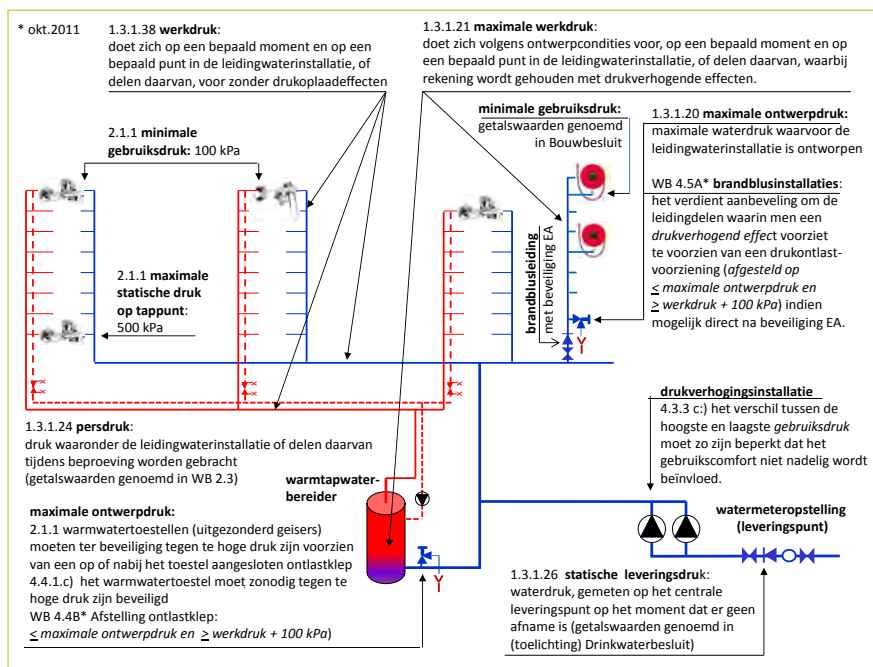 * okt.2011
1.3.1.38 werkdruk:
doet zich op een bepaald moment en op een
bepaald punt in de leidingwaterinstallatie, of
delen daarvan, voor zonder drukoplaadeffecten
1.3.1.21 maximale werkdruk:
doet zich volgens ontwerpcondities voor, op een bepaald moment en op
een bepaald punt in de leidingwaterinstallatie, of delen daarvan, waarbij
rekening wordt gehouden met drukverhogende effecten.
2.1.1 minimale
gebruiksdruk: 100 kPa
minimale gebruiksdruk:
getalswaarden genoemd
in Bouwbesluit
1.3.1.20 maximale ontwerpdruk:
maximale waterdruk waarvoor de
leidingwaterinstallatie is ontworpen
WB 4.5A* brandblusinstallaties:
het verdient aanbeveling om de
leidingdelen waarin men een
drukverhogend effect voorziet
te voorzien van een drukontlast-
voorziening (afgesteld op
< maximale ontwerpdruk en
> werkdruk + 100 kPa) indien
mogelijk direct na beveiliging EA.
2.1.1 maximale
statische druk
op tappunt:
500 kPa
brandblusleiding
met beveiliging EA
1.3.1.24 persdruk:
druk waaronder de leidingwaterinstallatie of delen daarvan
tijdens beproeving worden gebracht
(getalswaarden genoemd in WB 2.3)
warmtapwater-
bereider
drukverhogingsinstallatie
4.3.3 c:) het verschil tussen de
hoogste en laagste gebruiksdruk
moet zo zijn beperkt dat het
gebruikscomfort niet nadelig wordt
beïnvloed.
maximale ontwerpdruk:
2.1.1 warmwatertoestellen (uitgezonderd geisers)
moeten ter beveiliging tegen te hoge druk zijn voorzien
van een op of nabij het toestel aangesloten ontlastklep
4.4.1.c) het warmwatertoestel moet zonodig tegen te
hoge druk zijn beveiligd
WB 4.4B* Afstelling ontlastklep:
< maximale ontwerpdruk en > werkdruk + 100 kPa)
watermeteropstelling
(leveringspunt)
1.3.1.26 statische leveringsdruk:
waterdruk, gemeten op het centrale
leveringspunt op het moment dat er geen
afname is (getalswaarden genoemd in
(toelichting) Drinkwaterbesluit)